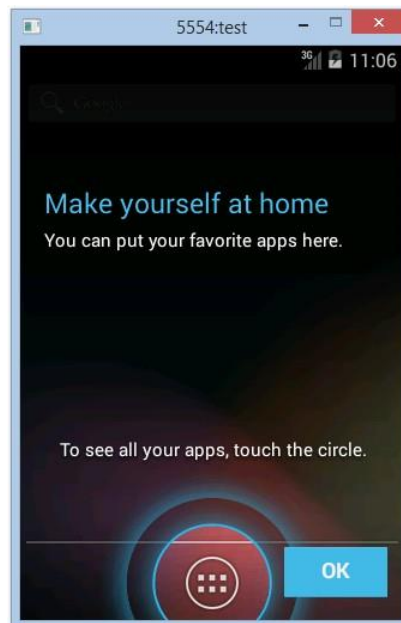 5554:test
3G 11:06
Google
Make yourself at home
You can put your favorite apps here.
To see all your apps, touch the circle.
OK